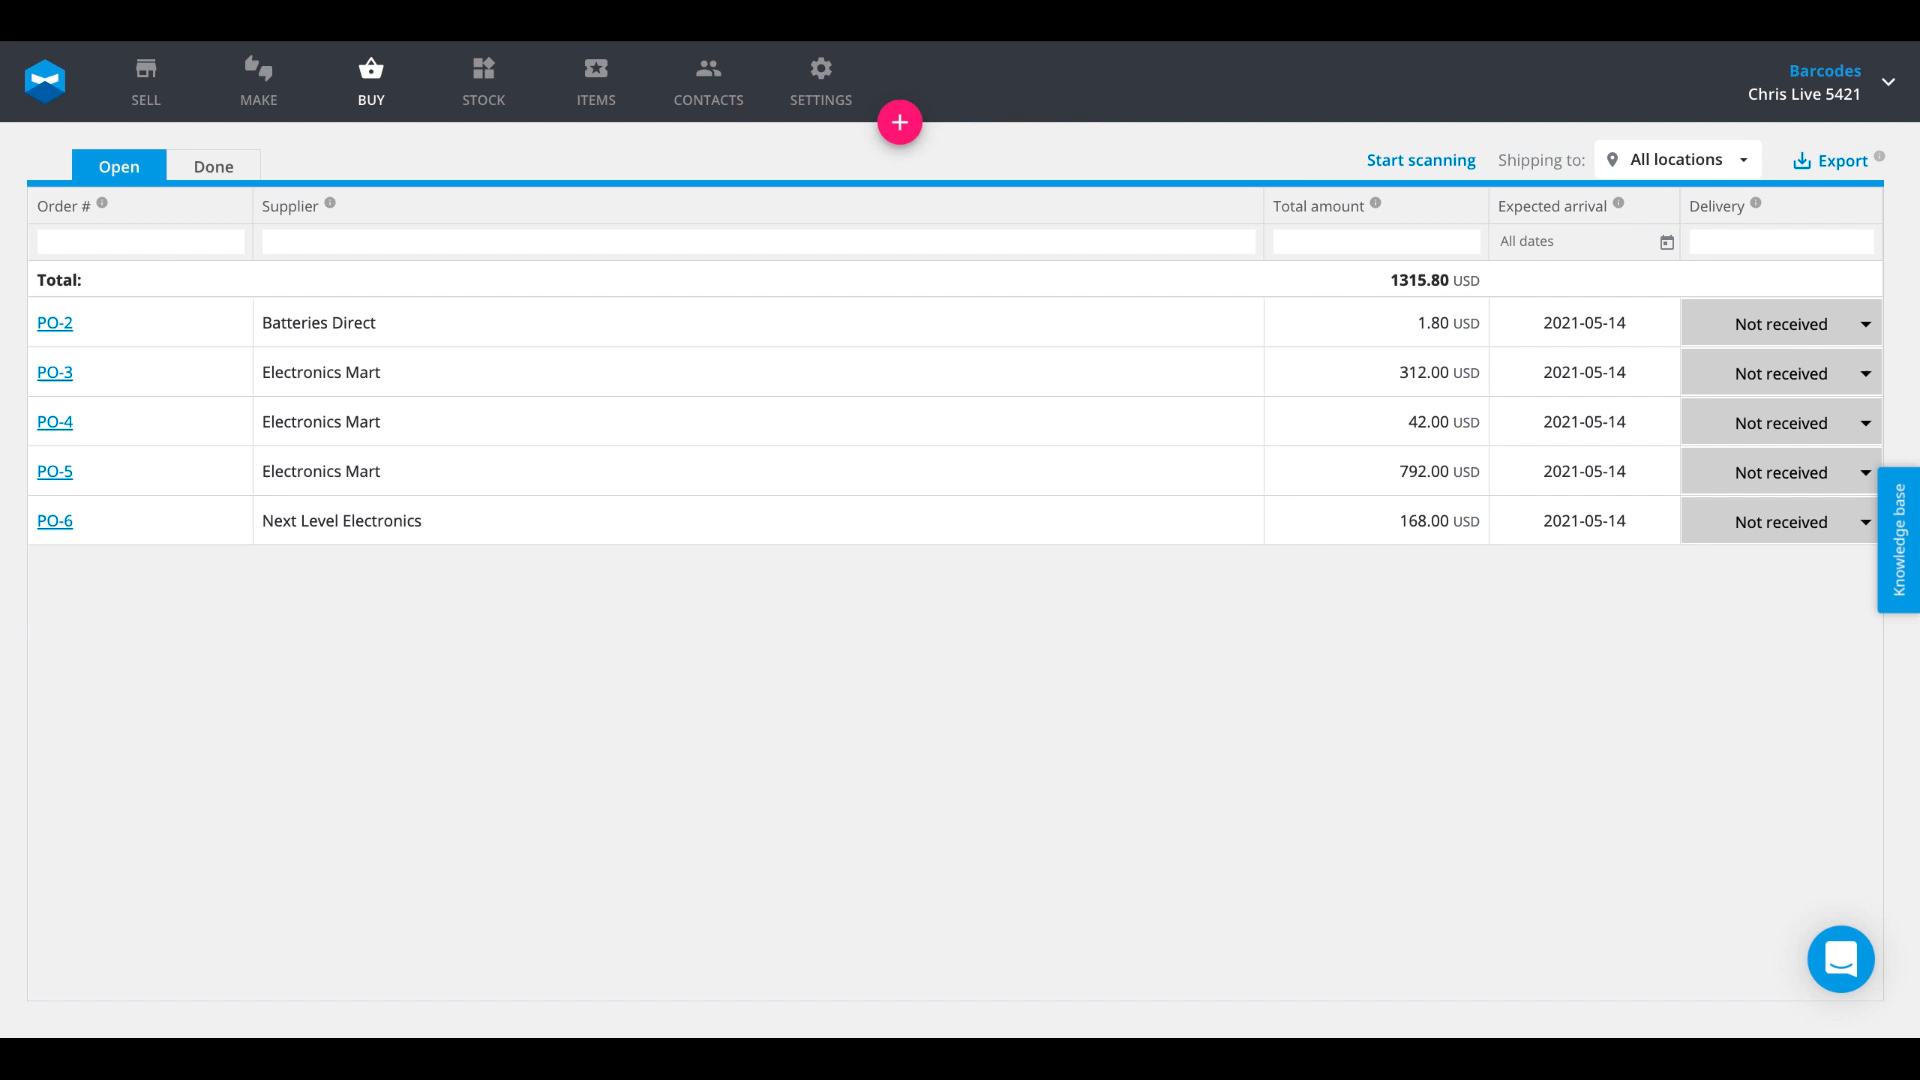 SELL MAKE BUY STOCK ITEMS CONTACTS SETTINGS
Barcodes
Chris Live 5421
+
Open Done Start scanning Shipping to: All locations Export
Order # Supplier Total amount Expected arrival Delivery
All dates
Total: 1315.80 USD
PO-2 Batteries Direct 1.80 USD 2021-05-14 Not received
PO-3 Electronics Mart 312.00 USD 2021-05-14 Not received
PO-4 Electronics Mart 42.00 USD 2021-05-14 Not received
PO-5 Electronics Mart 792.00 USD 2021-05-14 Not received
PO-6 Next Level Electronics 168.00 USD 2021-05-14 Not received
Knowledge base